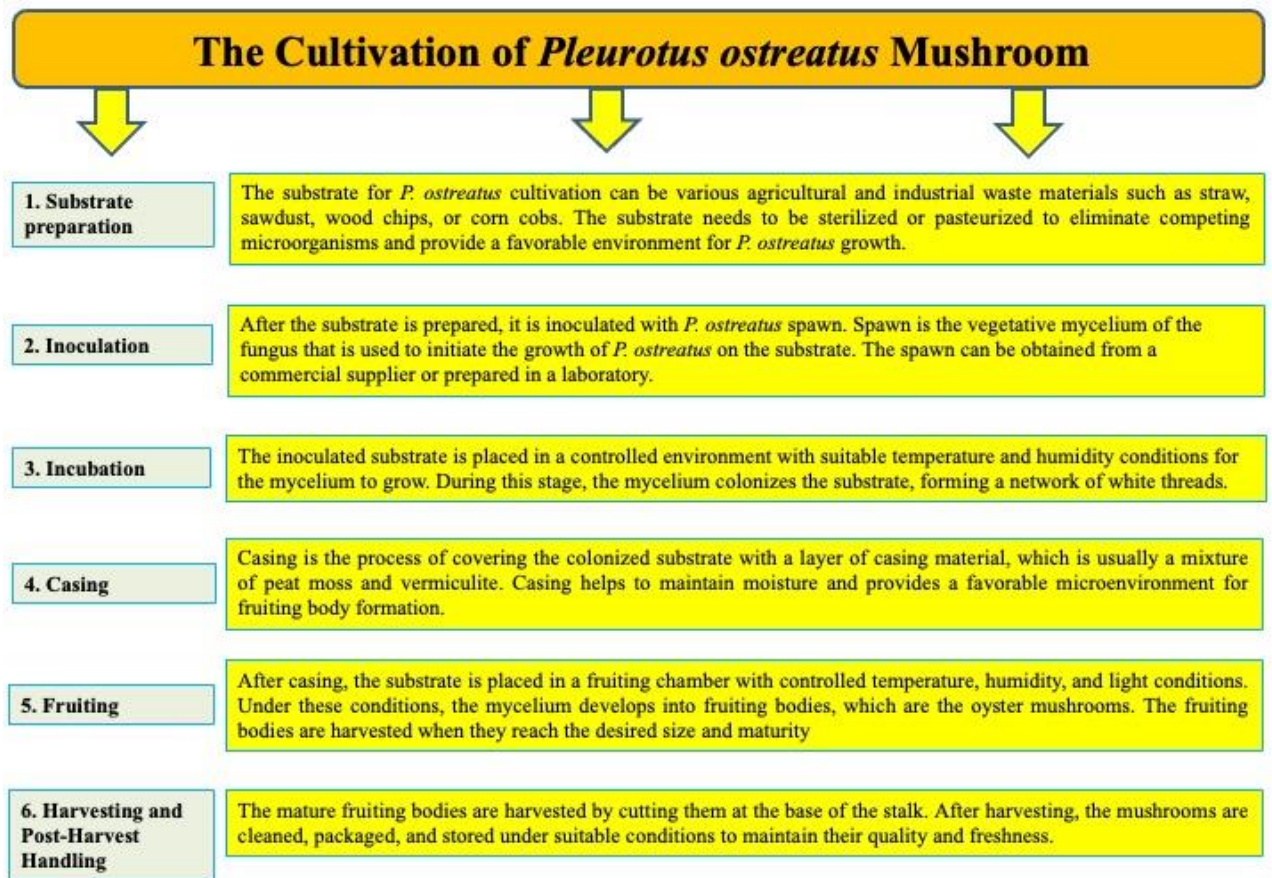 The Cultivation of Pleurotus ostreatus Mushroom
1. Substrate
preparation
The substrate for P. ostreatus cultivation can be various agricultural and industrial waste materials such as straw,
sawdust, wood chips, or corn cobs. The substrate needs to be sterilized or pasteurized to eliminate competing
microorganisms and provide a favorable environment for P. ostreatus growth.
2. Inoculation
After the substrate is prepared, it is inoculated with P. ostreatus spawn. Spawn is the vegetative mycelium of the
fungus that is used to initiate the growth of P. ostreatus on the substrate. The spawn can be obtained from a
commercial supplier or prepared in a laboratory.
3. Incubation
The inoculated substrate is placed in a controlled environment with suitable temperature and humidity conditions for
the mycelium to grow. During this stage, the mycelium colonizes the substrate, forming a network of white threads.
4. Casing
Casing is the process of covering the colonized substrate with a layer of casing material, which is usually a mixture
of peat moss and vermiculite. Casing helps to maintain moisture and provides a favorable microenvironment for
fruiting body formation.
5. Fruiting
After casing, the substrate is placed in a fruiting chamber with controlled temperature, humidity, and light conditions.
Under these conditions, the mycelium develops into fruiting bodies, which are the oyster mushrooms. The fruiting
bodies are harvested when they reach the desired size and maturity
6. Harvesting and
Post-Harvest
Handling
The mature fruiting bodies are harvested by cutting them at the base of the stalk. After harvesting, the mushrooms are
cleaned, packaged, and stored under suitable conditions to maintain their quality and freshness.